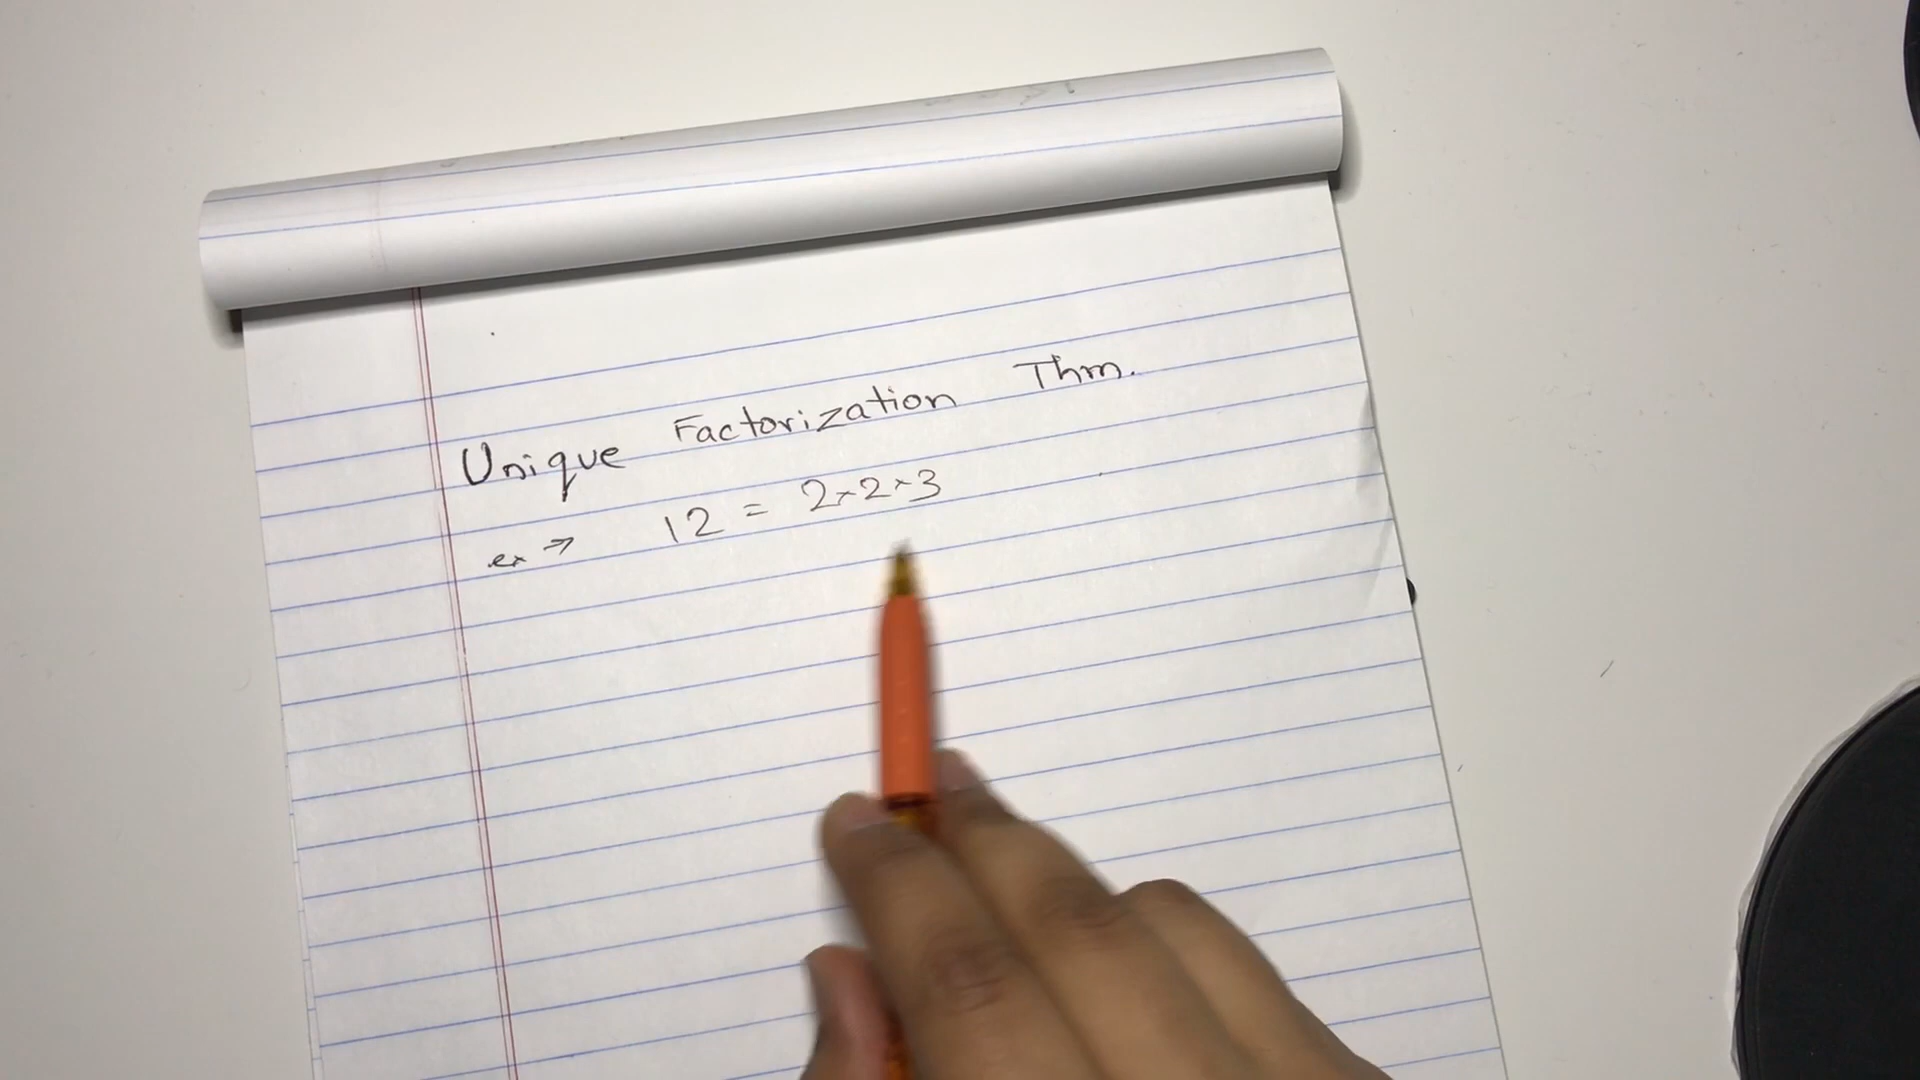 Unique Factorization Thm.
ex → 12 = 2×2×3